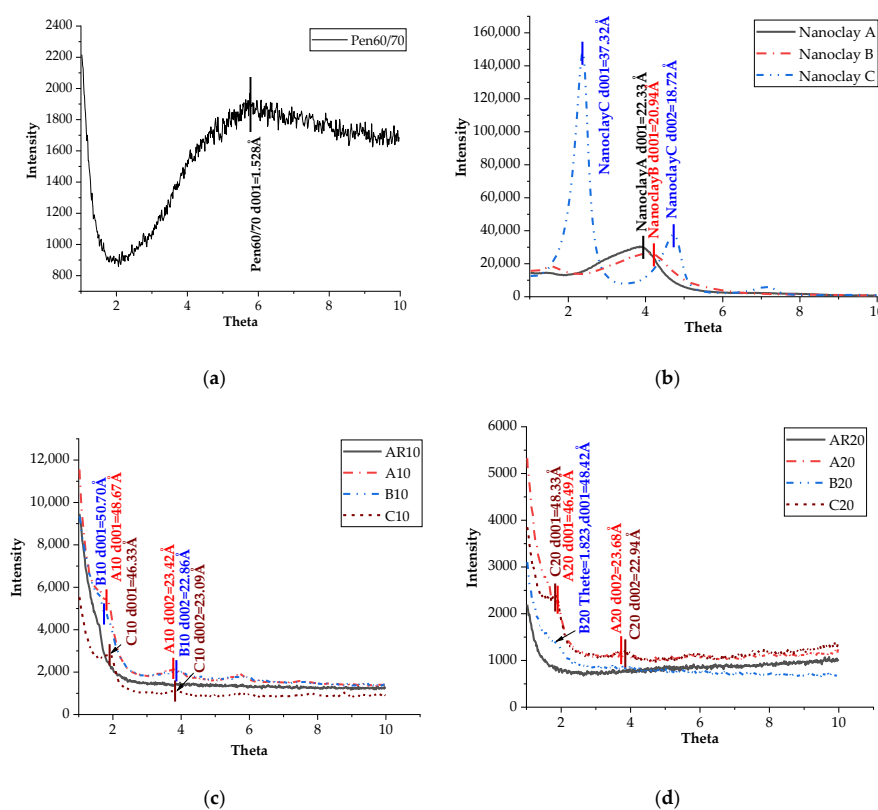 2400
2200
2000
1800
1600
1400
1200
1000
800
Intensity
Pen60/70
Pen60/70 d001=1.528Å
2 4 6 8 10
Theta
(a)
160,000
140,000
120,000
100,000
80,000
60,000
40,000
20,000
0
Intensity
Nanoclay A
Nanoclay B
Nanoclay C
NanoclayC d001=37.32Å
NanoclayA d001=22.33Å
NanoclayB d001=20.94Å
NanoclayC d002=18.72Å
2 4 6 8 10
Theta
(b)
12,000
10,000
8,000
6,000
4,000
2,000
0
Intensity
AR10
A10
B10
C10
B10 d001=50.70Å
A10 d001=48.67Å
C10 d001=46.33Å
A10 d002=23.42Å
B10 d002=22.86Å
C10 d002=23.09Å
2 4 6 8 10
Theta
(c)
6000
5000
4000
3000
2000
1000
0
Intensity
AR20
A20
B20
C20
C20 d001=48.33Å
A20 d001=46.49Å
B20 Thete=1.823,d001=48.42Å
A20 d002=23.68Å
C20 d002=22.94Å
2 4 6 8 10
Theta
(d)